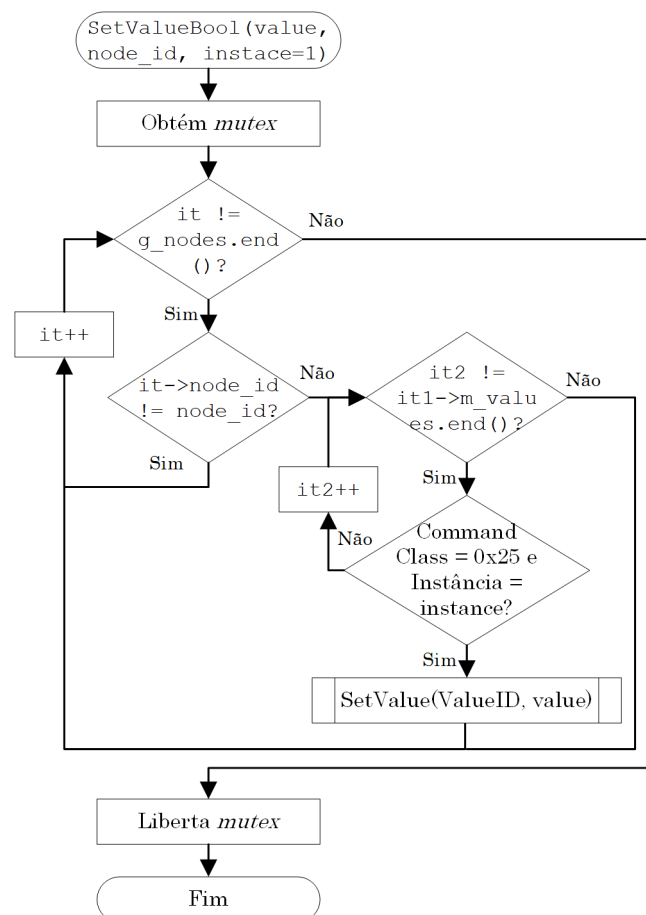 SetValueBool(value,
node_id, instace=1)
Obtém mutex
it !=
g_nodes.end
()?
Não
Sim
it++
it->node_id
!= node_id?
Não
Sim
it2 !=
it1->m_valu
es.end()?
Não
Sim
it2++
Command
Class = 0x25 e
Instância =
instance?
Não
Sim
SetValue(ValueID, value)
Liberta mutex
Fim